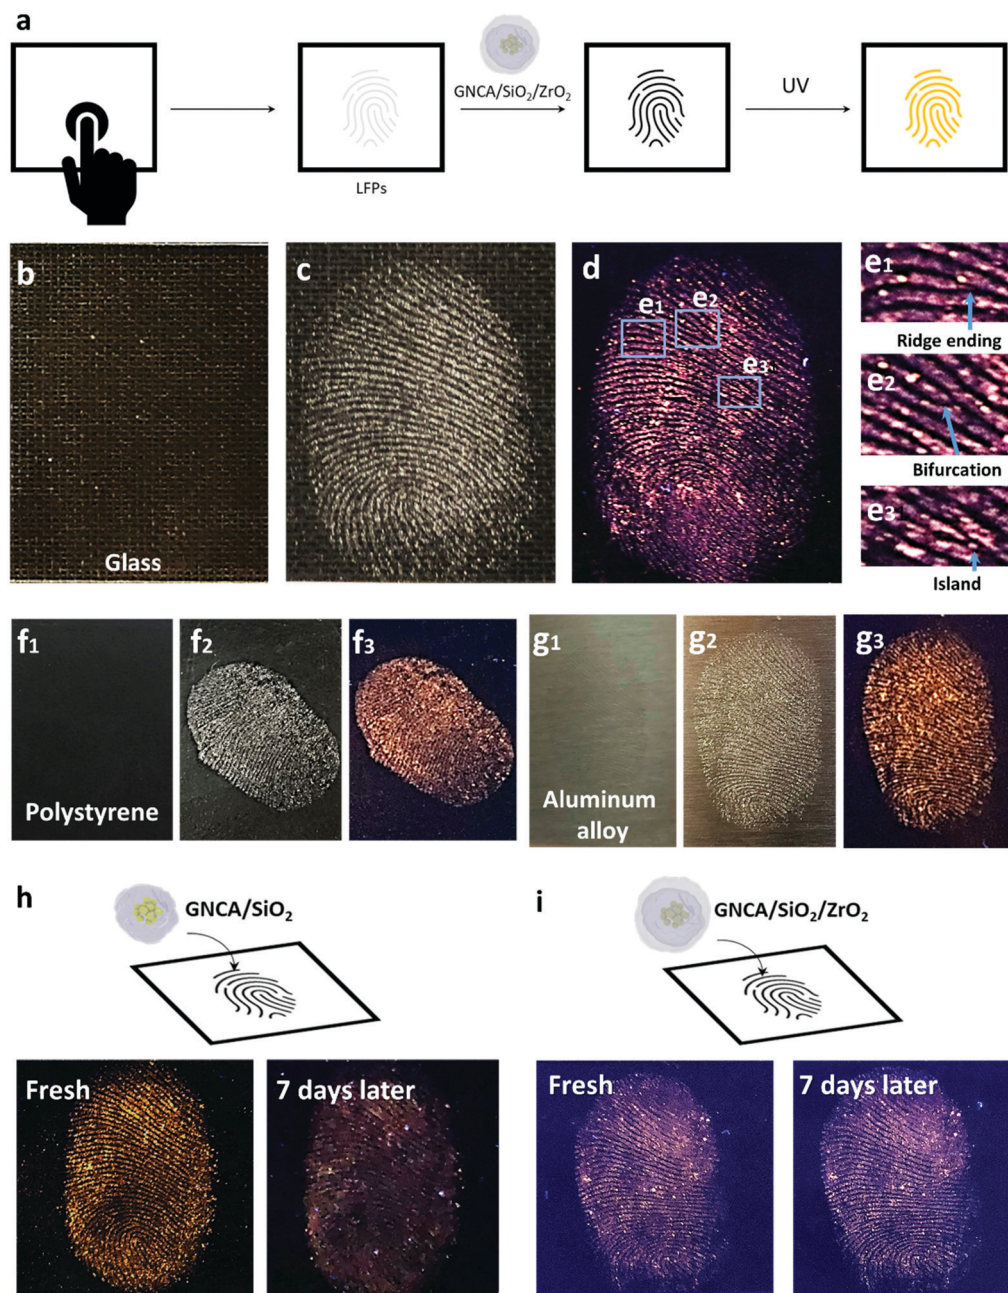 a
GNCA/SiO₂/ZrO₂
UV
LFPs
b
Glass
c
d
e1
e2
e3
e1
Ridge ending
e2
Bifurcation
e3
Island
f1
Polystyrene
f2
f3
g1
Aluminum
alloy
g2
g3
h
GNCA/SiO₂
Fresh
7 days later
i
GNCA/SiO₂/ZrO₂
Fresh
7 days later